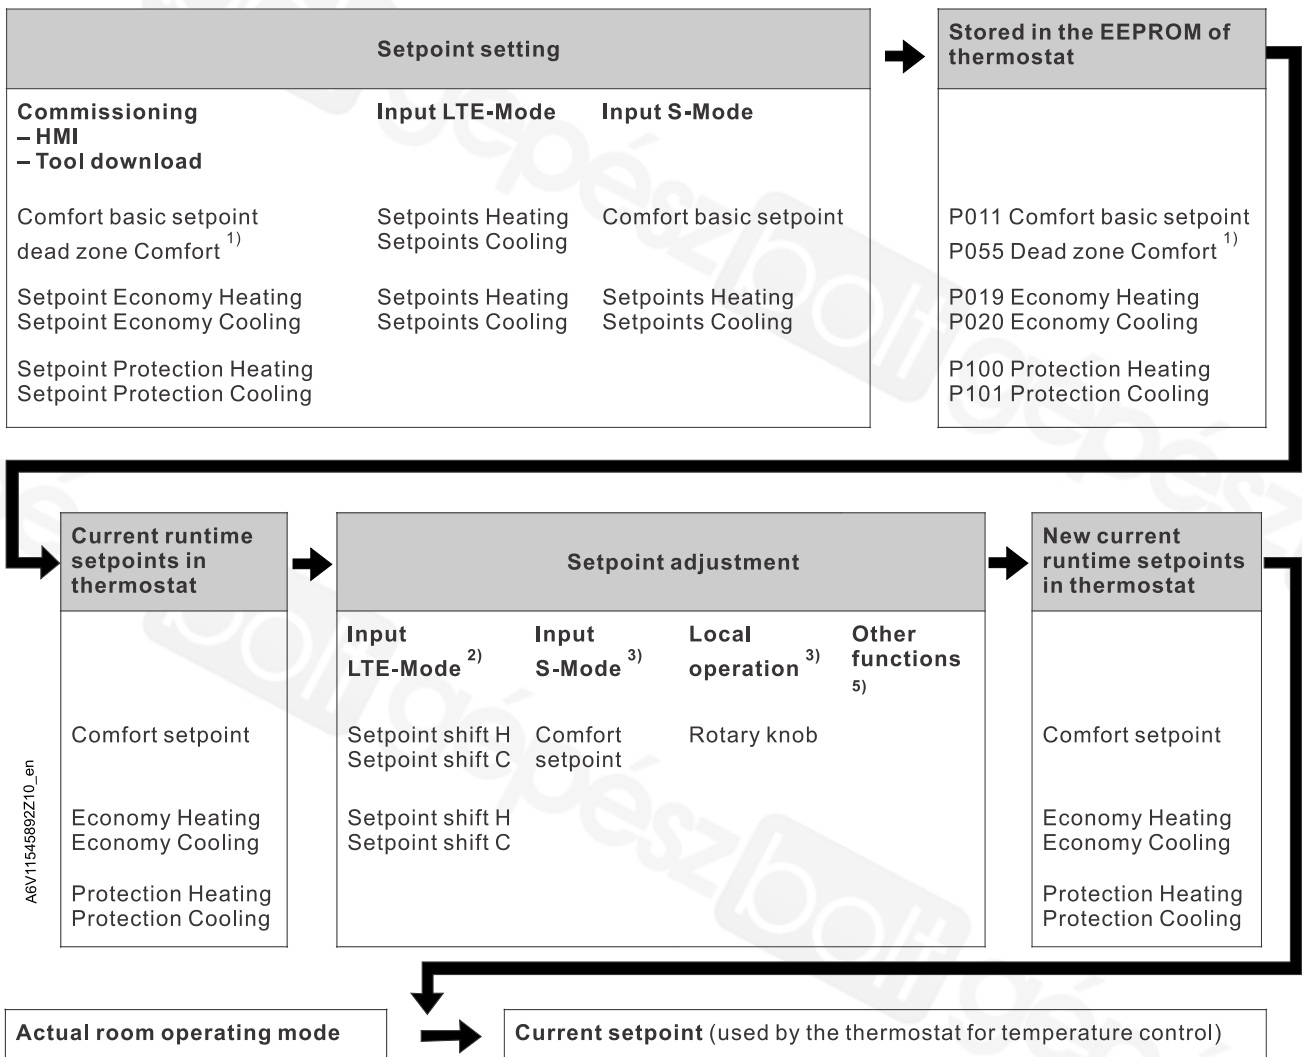 Setpoint setting
Stored in the EEPROM of
thermostat
Commissioning
– HMI
– Tool download
Input LTE-Mode
Input S-Mode
Comfort basic setpoint
dead zone Comfort 1)
Setpoints Heating
Setpoints Cooling
Comfort basic setpoint
P011 Comfort basic setpoint
P055 Dead zone Comfort 1)
Setpoint Economy Heating
Setpoint Economy Cooling
Setpoints Heating
Setpoints Cooling
Setpoints Heating
Setpoints Cooling
P019 Economy Heating
P020 Economy Cooling
Setpoint Protection Heating
Setpoint Protection Cooling
P100 Protection Heating
P101 Protection Cooling
Current runtime
setpoints in
thermostat
Setpoint adjustment
New current
runtime setpoints
in thermostat
Input
LTE-Mode 2)
Input
S-Mode 3)
Local
operation 3)
Other
functions
5)
Comfort setpoint
Setpoint shift H
Setpoint shift C
Comfort
setpoint
Rotary knob
Comfort setpoint
Economy Heating
Economy Cooling
Setpoint shift H
Setpoint shift C
Economy Heating
Economy Cooling
Protection Heating
Protection Cooling
Protection Heating
Protection Cooling
A6V11545892Z10_en
Actual room operating mode
Current setpoint (used by the thermostat for temperature control)
gépészbolt
gépészbolt